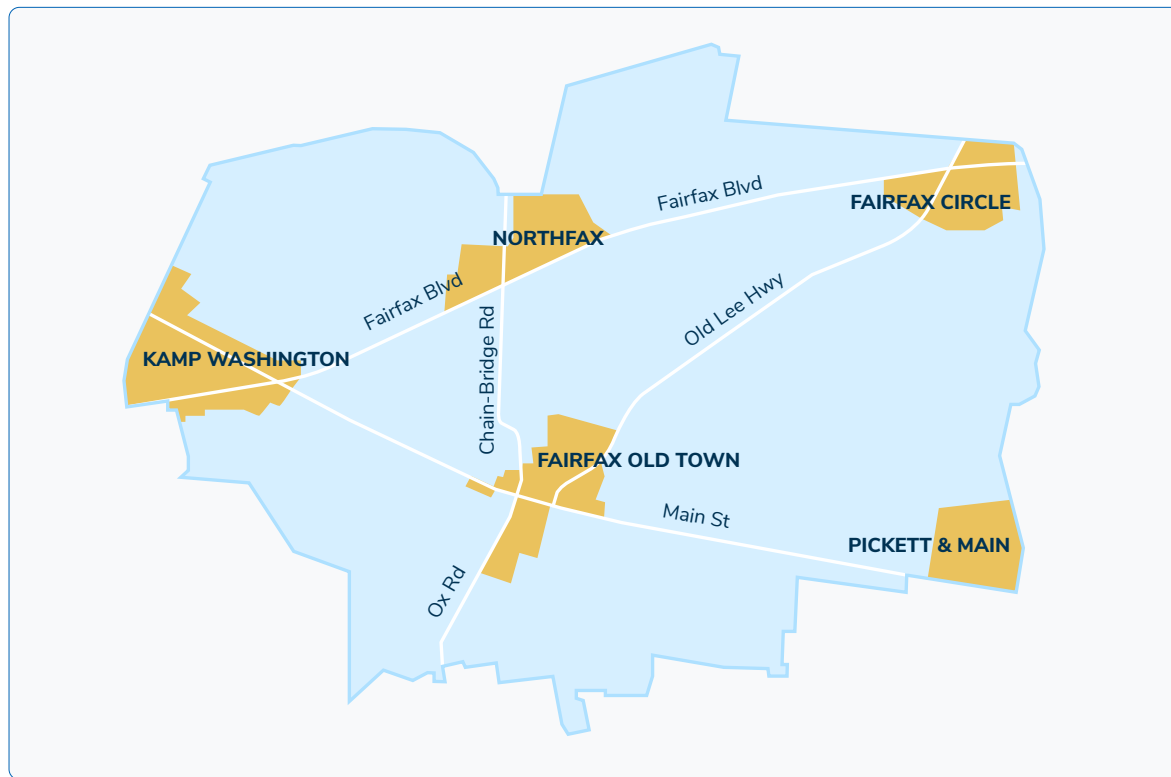 Fairfax Blvd
FAIRFAX CIRCLE
NORTHFAX
Fairfax Blvd
Old Lee Hwy
KAMP WASHINGTON
Chain-Bridge Rd
FAIRFAX OLD TOWN
Main St
PICKETT & MAIN
Ox Rd